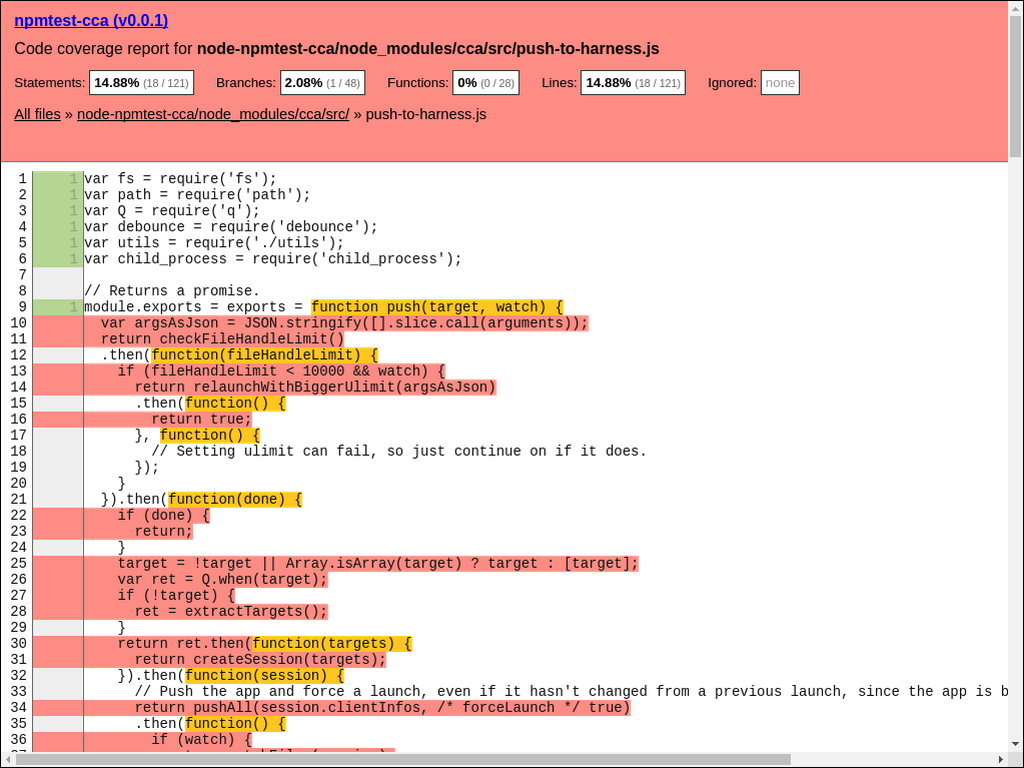 npmtest-cca (v0.0.1)
Code coverage report for node-npmtest-cca/node_modules/cca/src/push-to-harness.js
Statements: 14.88% (18 / 121) Branches: 2.08% (1 / 48) Functions: 0% (0 / 28) Lines: 14.88% (18 / 121) Ignored: none
All files » node-npmtest-cca/node_modules/cca/src/ » push-to-harness.js
1 1 var fs = require('fs');
2 1 var path = require('path');
3 1 var Q = require('q');
4 1 var debounce = require('debounce');
5 1 var utils = require('./utils');
6 1 var child_process = require('child_process');
7
8 // Returns a promise.
9 1 module.exports = exports = function push(target, watch) {
10 var argsAsJson = JSON.stringify([].slice.call(arguments));
11 return checkFileHandleLimit()
12 .then(function(fileHandleLimit) {
13 if (fileHandleLimit < 10000 && watch) {
14 return relaunchWithBiggerUlimit(argsAsJson)
15 .then(function() {
16 return true;
17 }, function() {
18 // Setting ulimit can fail, so just continue on if it does.
19 });
20 }
21 }).then(function(done) {
22 if (done) {
23 return;
24 }
25 target = !target || Array.isArray(target) ? target : [target];
26 var ret = Q.when(target);
27 if (!target) {
28 ret = extractTargets();
29 }
30 return ret.then(function(targets) {
31 return createSession(targets);
32 }).then(function(session) {
33 // Push the app and force a launch, even if it hasn't changed from a previous launch, since the app is b
34 return pushAll(session.clientInfos, /* forceLaunch */ true)
35 .then(function() {
36 if (watch) {